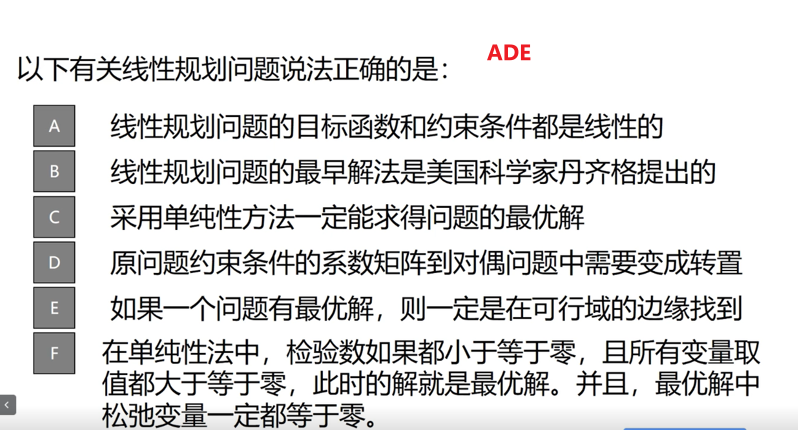 以下有关线性规划问题说法正确的是：
ADE
A 线性规划问题的目标函数和约束条件都是线性的
B 线性规划问题的最早解法是美国科学家丹齐格提出的
C 采用单纯性方法一定能求得问题的最优解
D 原问题约束条件的系数矩阵到对偶问题中需要变成转置
E 如果一个问题有最优解，则一定是在可行域的边缘找到
F 在单纯性法中，检验数如果都小于等于零，且所有变量取
值都大于等于零，此时的解就是最优解。并且，最优解中
松弛变量一定都等于零。